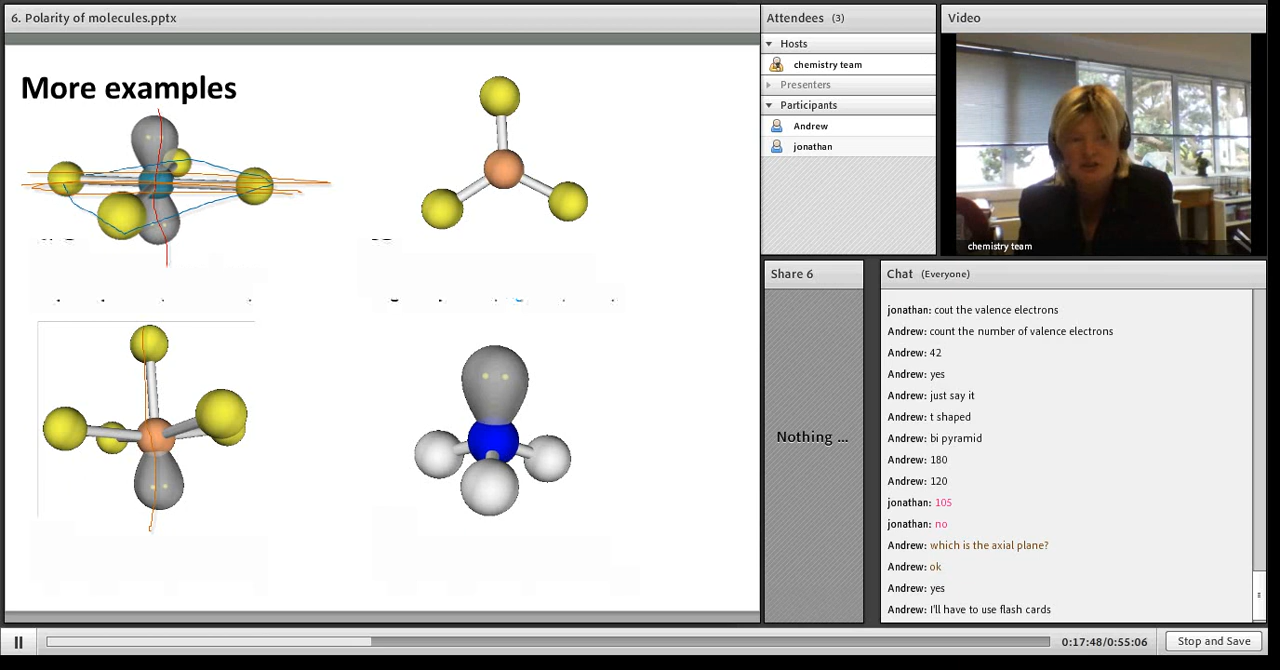 6. Polarity of molecules.pptx
More examples
Attendees (3)
Hosts
chemistry team
Presenters
Participants
Andrew
jonathan
Video
chemistry team
Share 6
Nothing ...
Chat (Everyone)
jonathan: cout the valence electrons
Andrew: count the number of valence electrons
Andrew: 42
Andrew: yes
Andrew: just say it
Andrew: t shaped
Andrew: bi pyramid
Andrew: 180
Andrew: 120
jonathan: 105
jonathan: no
Andrew: which is the axial plane?
Andrew: ok
Andrew: yes
Andrew: I'll have to use flash cards
0:17:48/0:55:06
Stop and Save